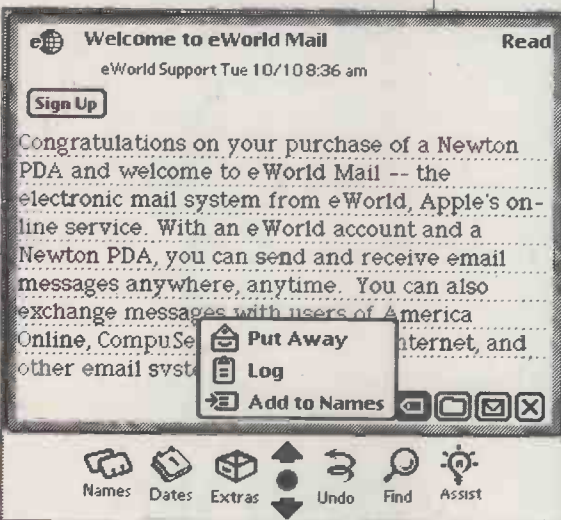 Welcome to eWorld Mail Read
eWorld Support Tue 10/10 8:36 am
Sign Up
Congratulations on your purchase of a Newton
PDA and welcome to eWorld Mail -- the
electronic mail system from eWorld, Apple's on-
line service. With an eWorld account and a
Newton PDA, you can send and receive email
messages anywhere, anytime. You can also
exchange messages with users of America
Online, CompuSe nternet, and
other email syste
Put Away
Log
Add to Names
Names Dates Extras Undo Find Assist